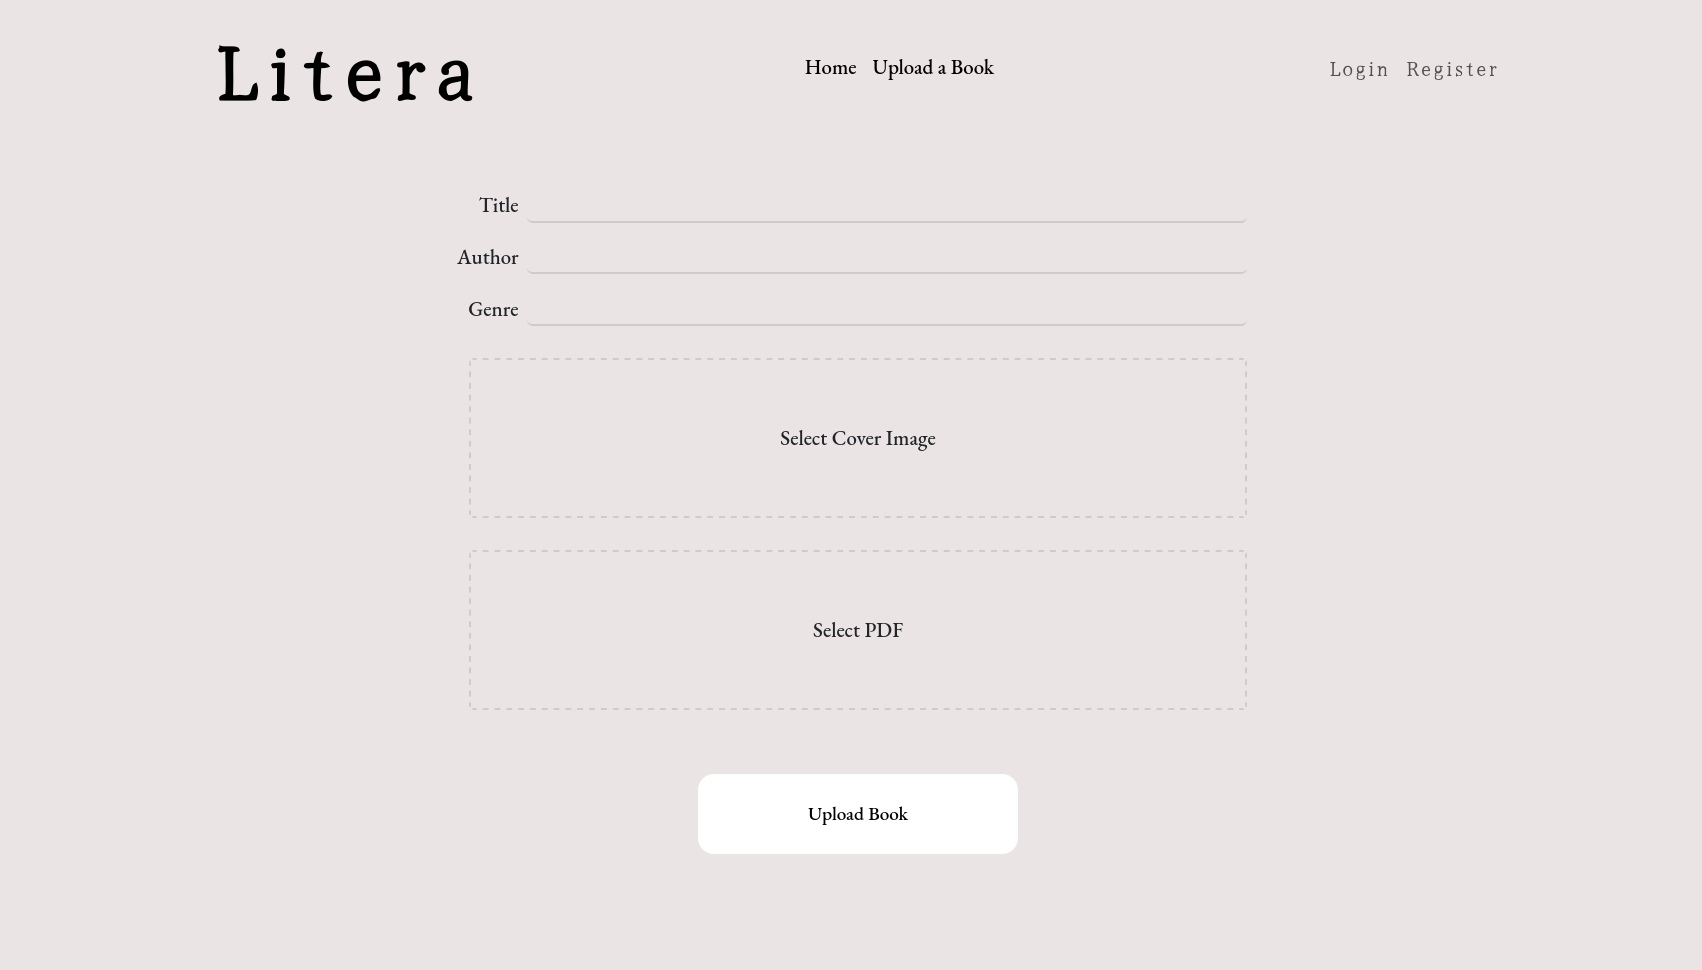 Litera
Home Upload a Book
Login Register
Title
Author
Genre
Select Cover Image
Select PDF
Upload Book